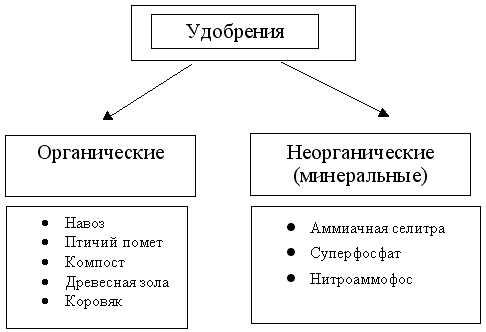 Удобрения
Органические
Неорганические
(минеральные)
• Навоз
• Птичий помет
• Компост
• Древесная зола
• Коровяк
• Аммиачная селитра
• Суперфосфат
• Нитроаммофос